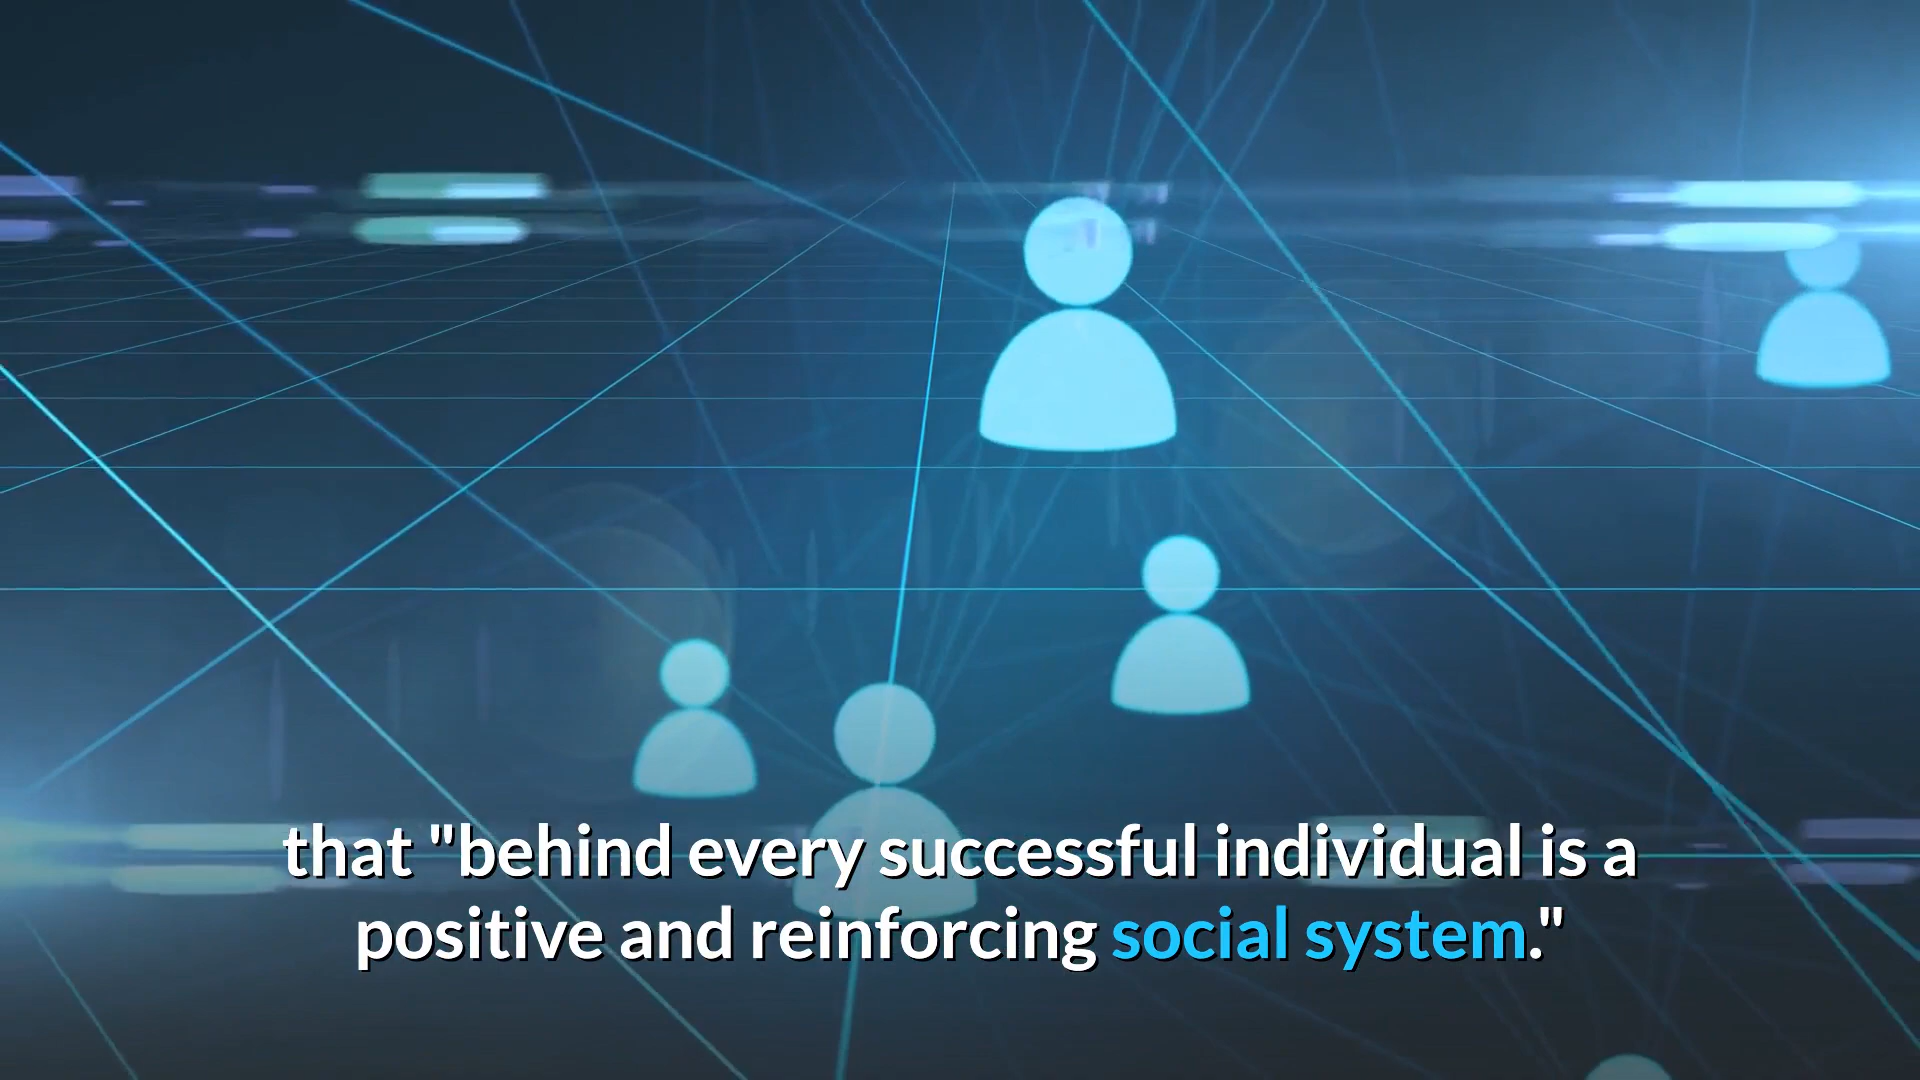 that "behind every successful individual is a
positive and reinforcing social system."